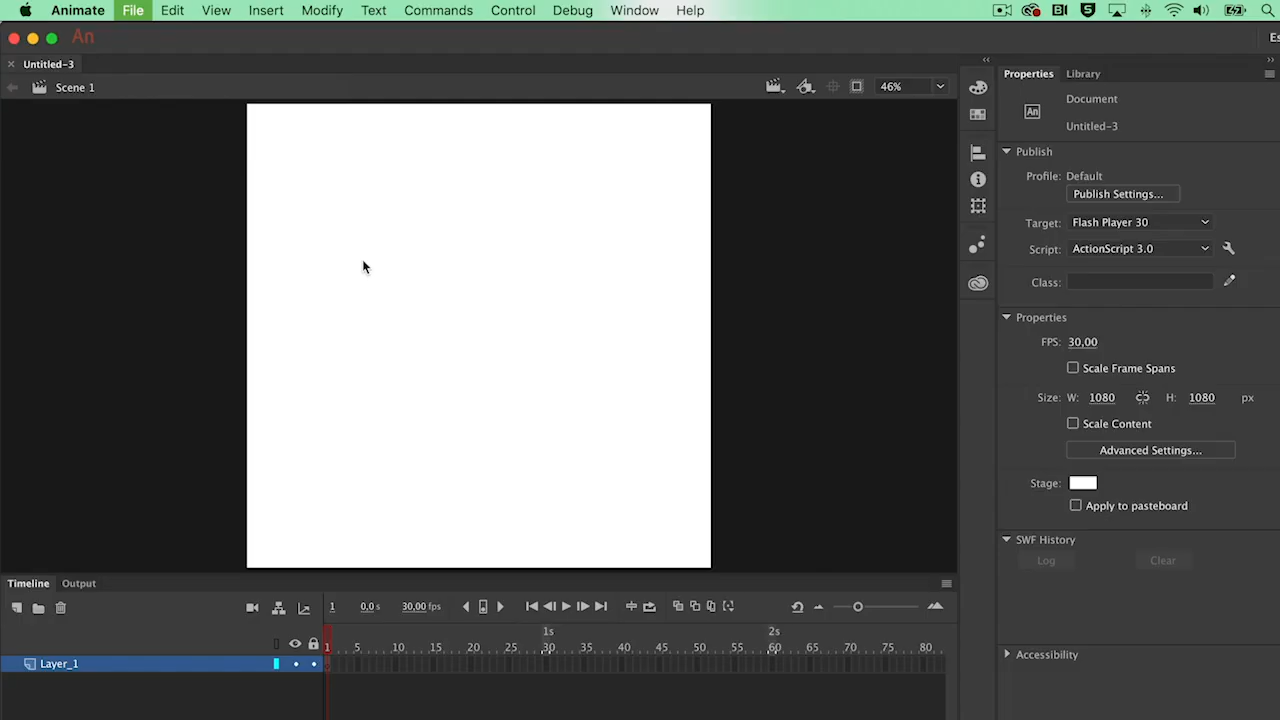 Animate File Edit View Insert Modify Text Commands Control Debug Window Help
An
Untitled-3
Scene 1 46%
Properties Library
An Document
Untitled-3
Publish
Profile: Default
Publish Settings...
Target: Flash Player 30
Script: ActionScript 3.0
Class:
Properties
FPS: 30,00
Scale Frame Spans
Size: W: 1080 H: 1080 px
Scale Content
Advanced Settings...
Stage:
Apply to pasteboard
SWF History
Log Clear
Accessibility
Timeline Output
1 0,0 s 30,00 fps
1s 2s
1 5 10 15 20 25 30 35 40 45 50 55 60 65 70 75 80
Layer_1